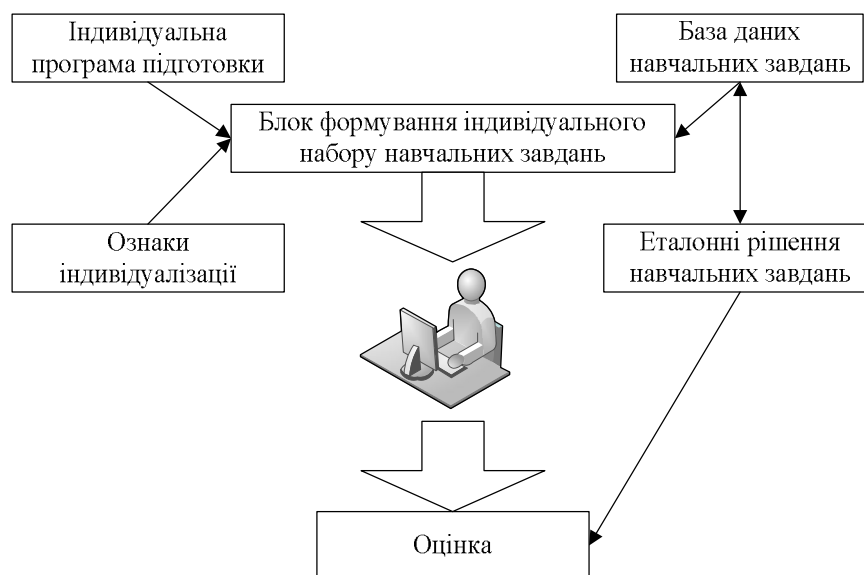 Індивідуальна
програма підготовки
База даних
навчальних завдань
Блок формування індивідуального
набору навчальних завдань
Ознаки
індивідуалізації
Еталонні рішення
навчальних завдань
Оцінка